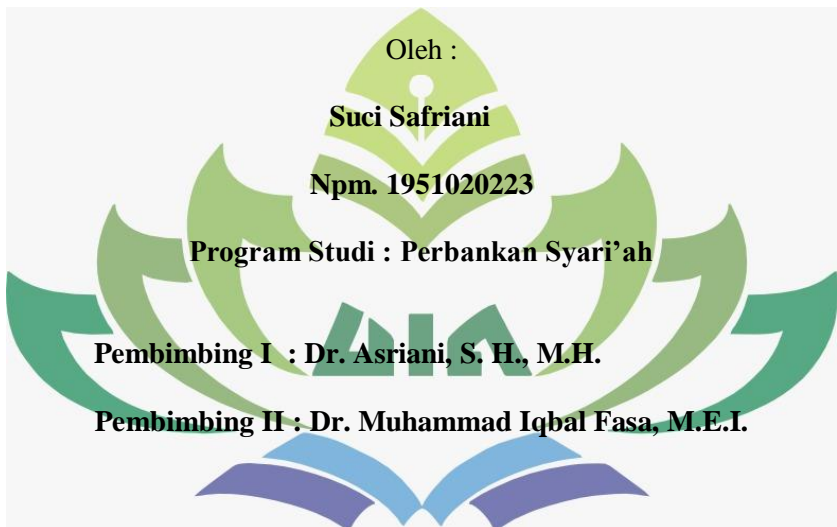 Oleh :
Suci Safriani
Npm. 1951020223
Program Studi : Perbankan Syari’ah
Pembimbing I : Dr. Asriani, S. H., M.H.
Pembimbing II : Dr. Muhammad Iqbal Fasa, M.E.I.